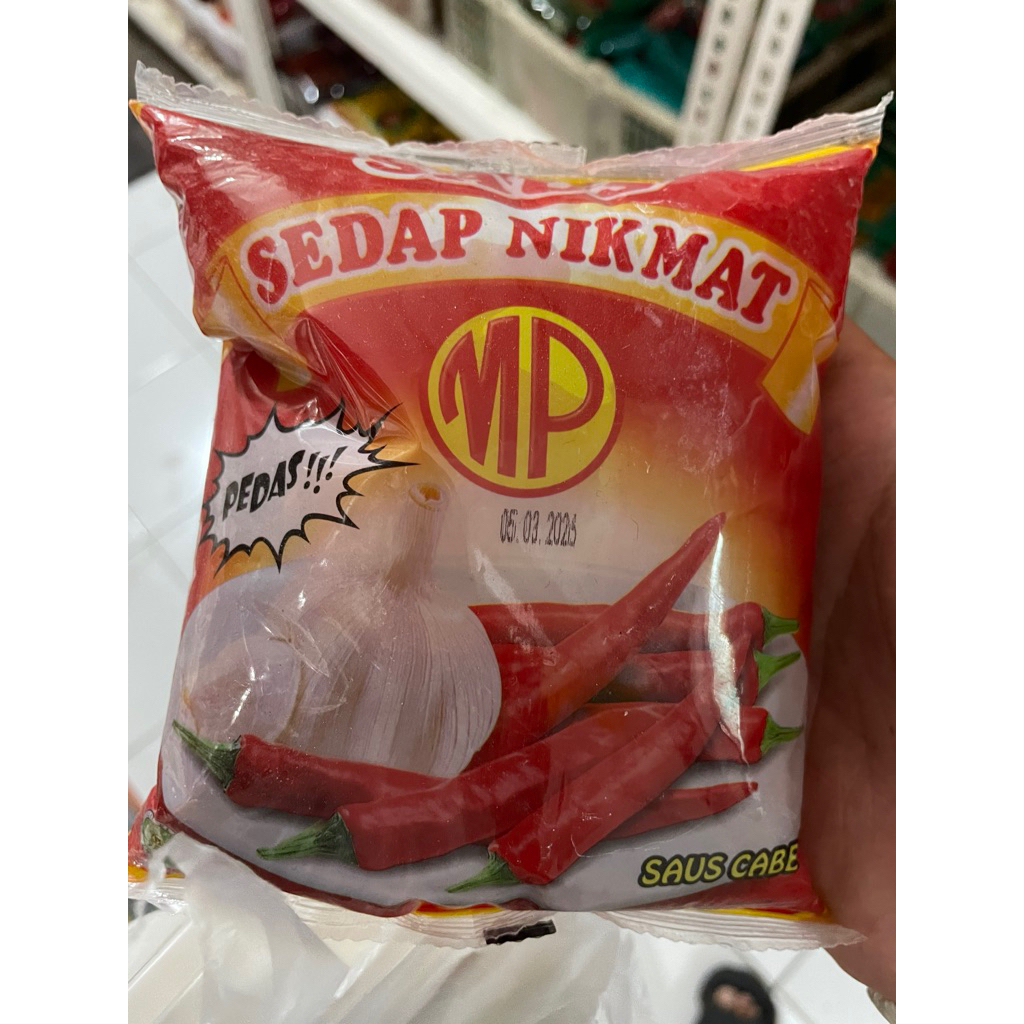 SEDAP NIKMAT
MP
PEDAS!!!
05.03.2026
SAUS CABE